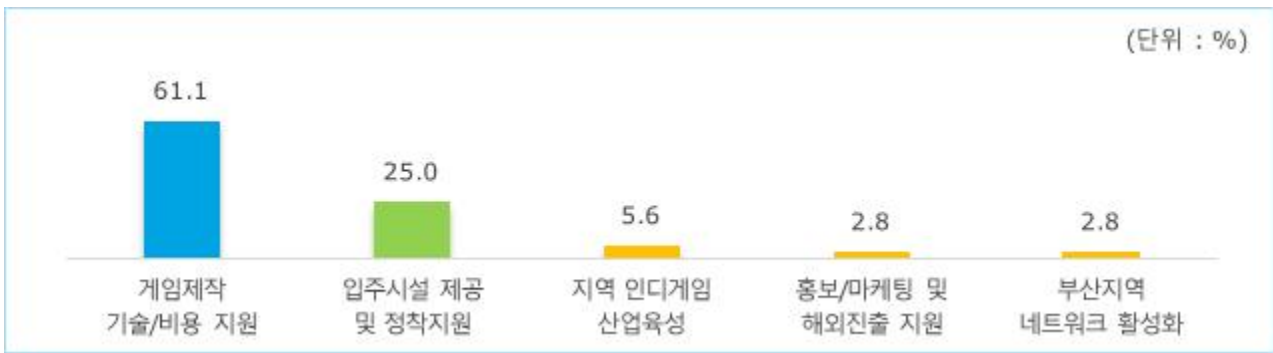 (단위 : %)
61.1
25.0
5.6
2.8
2.8
게임제작
기술/비용 지원
입주시설 제공
및 정착지원
지역 인디게임
산업육성
홍보/마케팅 및
해외진출 지원
부산지역
네트워크 활성화